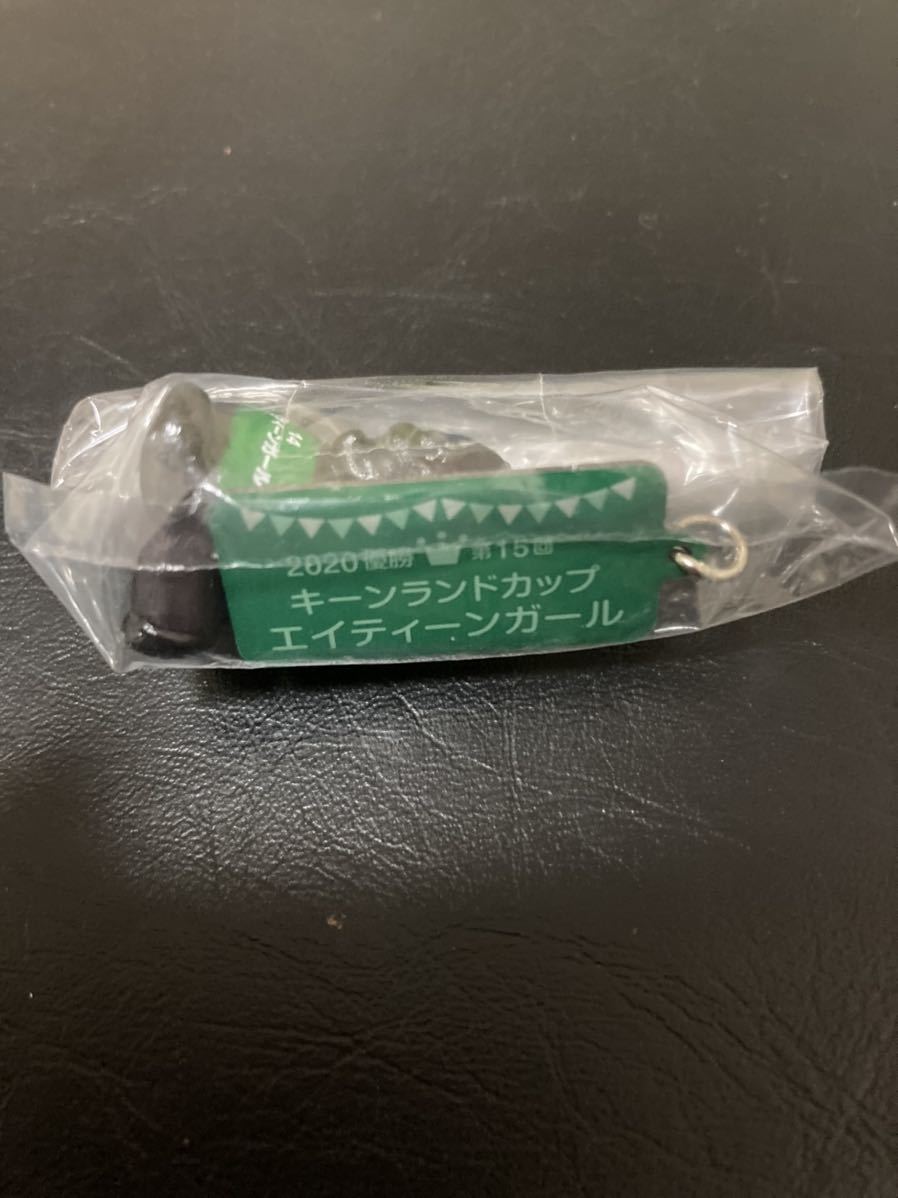 14
2020優勝 第15回
キーンランドカップ
エイティーンガール